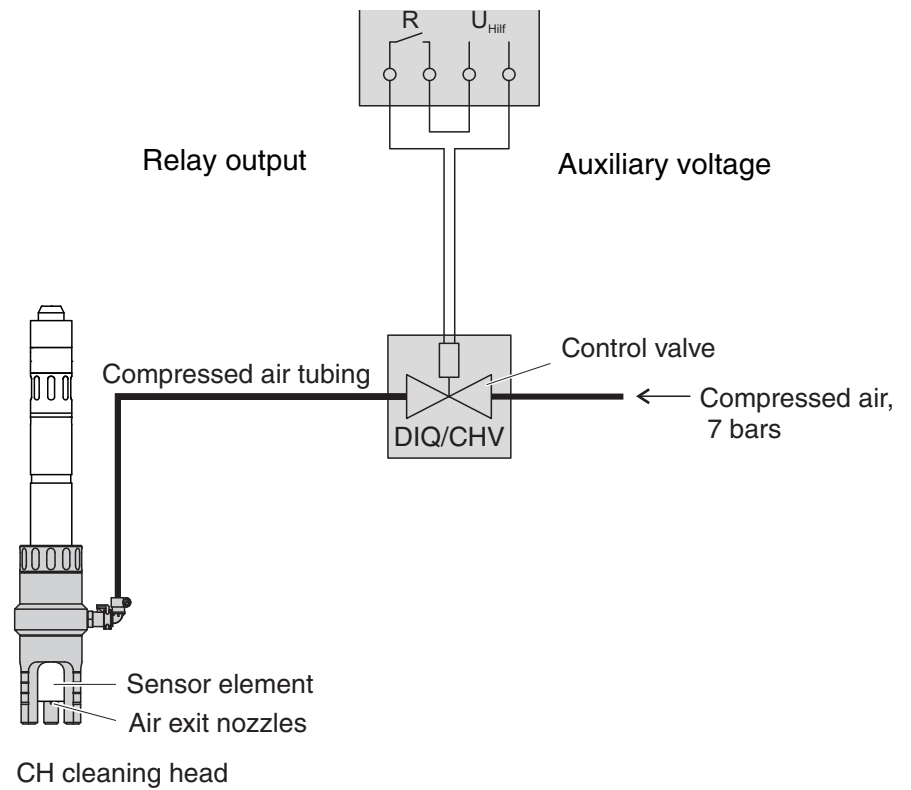 R U Hilf
Relay output
Auxiliary voltage
Control valve
Compressed air tubing
Compressed air,
7 bars
DIQ/CHV
Sensor element
Air exit nozzles
CH cleaning head